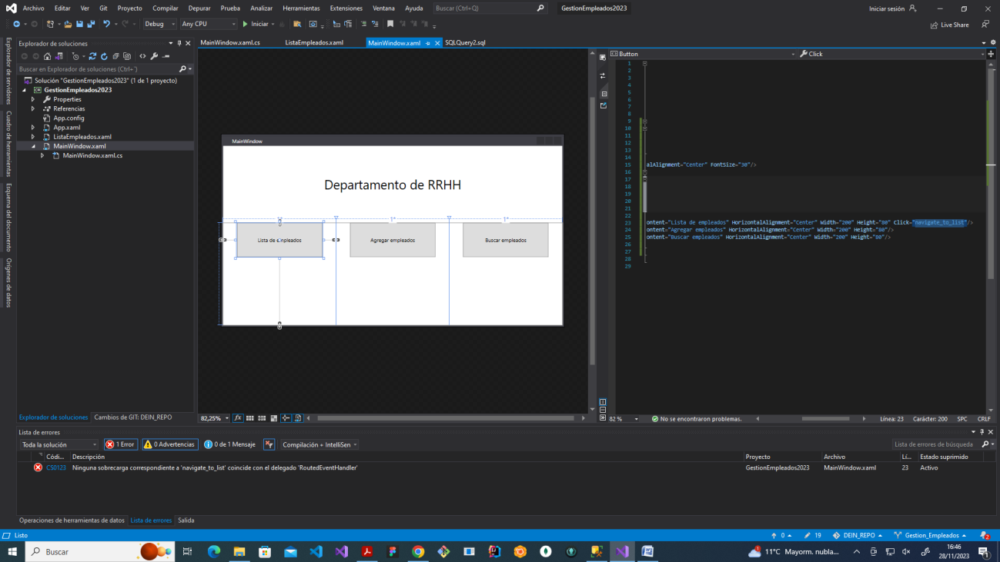 Archivo Editar Ver Git Proyecto Compilar Depurar Prueba Analizar Herramientas Extensiones Ventana Ayuda Buscar (Ctrl+Q) GestionEmpleados2023 Iniciar sesión
Debug Any CPU Iniciar Live Share
Explorador de servidores
Cuadro de herramientas
Esquema del documento
Orígenes de datos
Explorador de soluciones
Buscar en Explorador de soluciones (Ctrl+´)
Solución "GestionEmpleados2023" (1 de 1 proyecto)
GestionEmpleados2023
Properties
Referencias
App.config
App.xaml
ListaEmpleados.xaml
MainWindow.xaml
MainWindow.xaml.cs
Explorador de soluciones Cambios de GIT: DEIN_REPO
MainWindow.xaml.cs ListaEmpleados.xaml MainWindow.xaml SQLQuery2.sql
MainWindow
Departamento de RRHH
1* 1*
Lista de empleados Agregar empleados Buscar empleados
82,25%
Button Click
1
2
3
4
5
6
7
8
9
10
11
12
13
14
15 alAlignment="Center" FontSize="30"/>
16
17
18
19
20
21
22
23 ontent="Lista de empleados" HorizontalAlignment="Center" Width="200" Height="80" Click="navigate_to_list"/>
24 ontent="Agregar empleados" HorizontalAlignment="Center" Width="200" Height="80"/>
25 ontent="Buscar empleados" HorizontalAlignment="Center" Width="200" Height="80"/>
26
27
28
29
82 % No se encontraron problemas. Línea: 23 Carácter: 200 SPC CRLF
Lista de errores
Toda la solución 1 Error 0 Advertencias 0 de 1 Mensaje Compilación + IntelliSen Lista de errores de búsqueda
Códi... Descripción Proyecto Archivo Lí... Estado suprimido
CS0123 Ninguna sobrecarga correspondiente a 'navigate_to_list' coincide con el delegado 'RoutedEventHandler' GestionEmpleados2023 MainWindow.xaml 23 Activo
Operaciones de herramientas de datos Lista de errores Salida
Listo 0 19 DEIN_REPO Gestion_Empleados 2
Buscar 11°C Mayorm. nubla... 16:46
28/11/2023